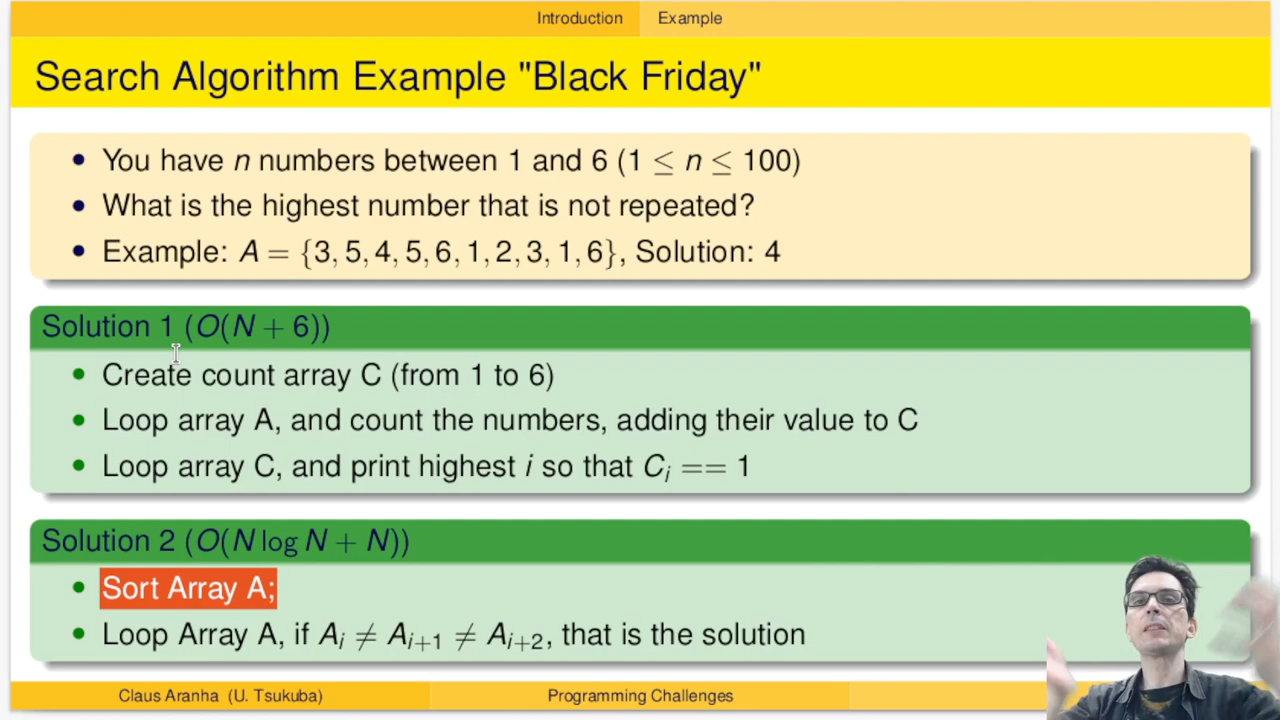 Introduction Example
Search Algorithm Example "Black Friday"
• You have n numbers between 1 and 6 (1 ≤ n ≤ 100)
• What is the highest number that is not repeated?
• Example: A = {3, 5, 4, 5, 6, 1, 2, 3, 1, 6}, Solution: 4
Solution 1 (O(N + 6))
• Create count array C (from 1 to 6)
• Loop array A, and count the numbers, adding their value to C
• Loop array C, and print highest i so that Cᵢ == 1
Solution 2 (O(N log N + N))
• Sort Array A;
• Loop Array A, if Aᵢ ≠ Aᵢ₊₁ ≠ Aᵢ₊₂, that is the solution
Claus Aranha (U. Tsukuba) Programming Challenges